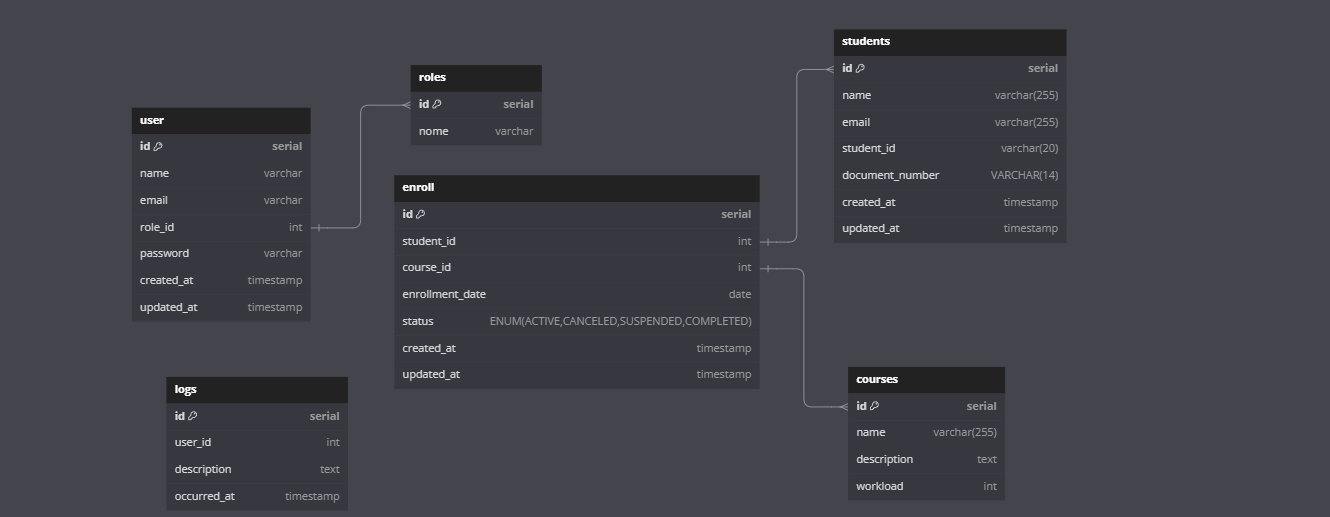 user
id serial
name varchar
email varchar
role_id int
password varchar
created_at timestamp
updated_at timestamp
roles
id serial
nome varchar
enroll
id serial
student_id int
course_id int
enrollment_date date
status ENUM(ACTIVE,CANCELED,SUSPENDED,COMPLETED)
created_at timestamp
updated_at timestamp
students
id serial
name varchar(255)
email varchar(255)
student_id varchar(20)
document_number VARCHAR(14)
created_at timestamp
updated_at timestamp
logs
id serial
user_id int
description text
occurred_at timestamp
courses
id serial
name varchar(255)
description text
workload int